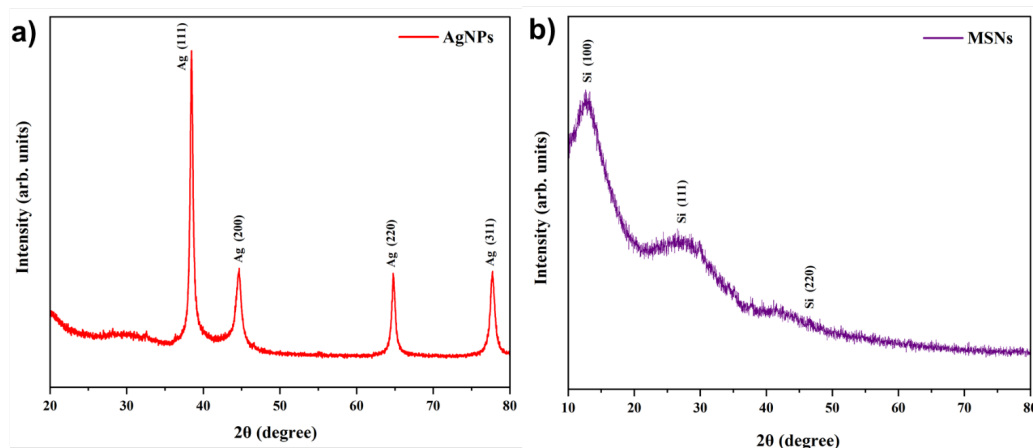 a)
AgNPs
Ag (111)
Ag (200)
Ag (220)
Ag (311)
Intensity (arb. units)
20 30 40 50 60 70 80
2θ (degree)
b)
MSNs
Si (100)
Si (111)
Si (220)
Intensity (arb. units)
10 20 30 40 50 60 70 80
2θ (degree)